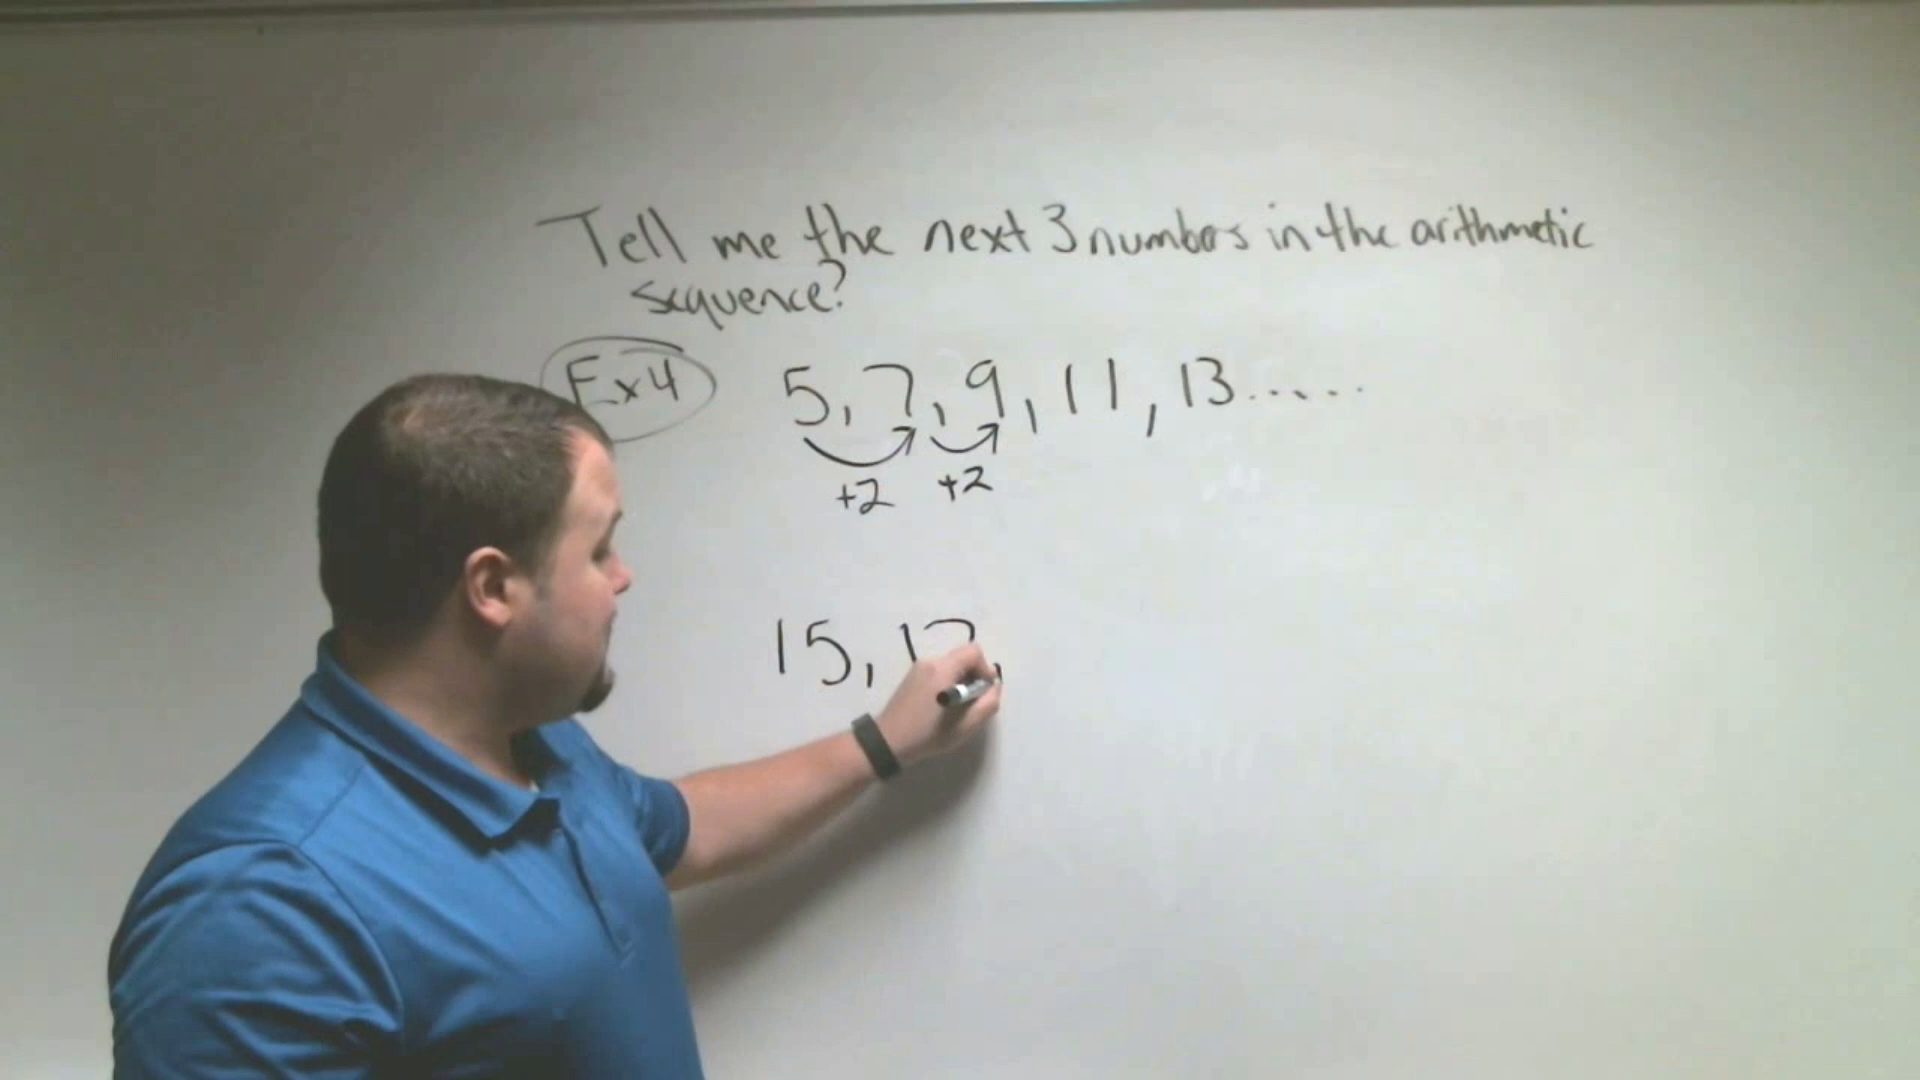 Tell me the next 3 numbers in the arithmetic
sequence?
Ex 4 5, 7, 9, 11, 13.....
+2 +2
15, 17,